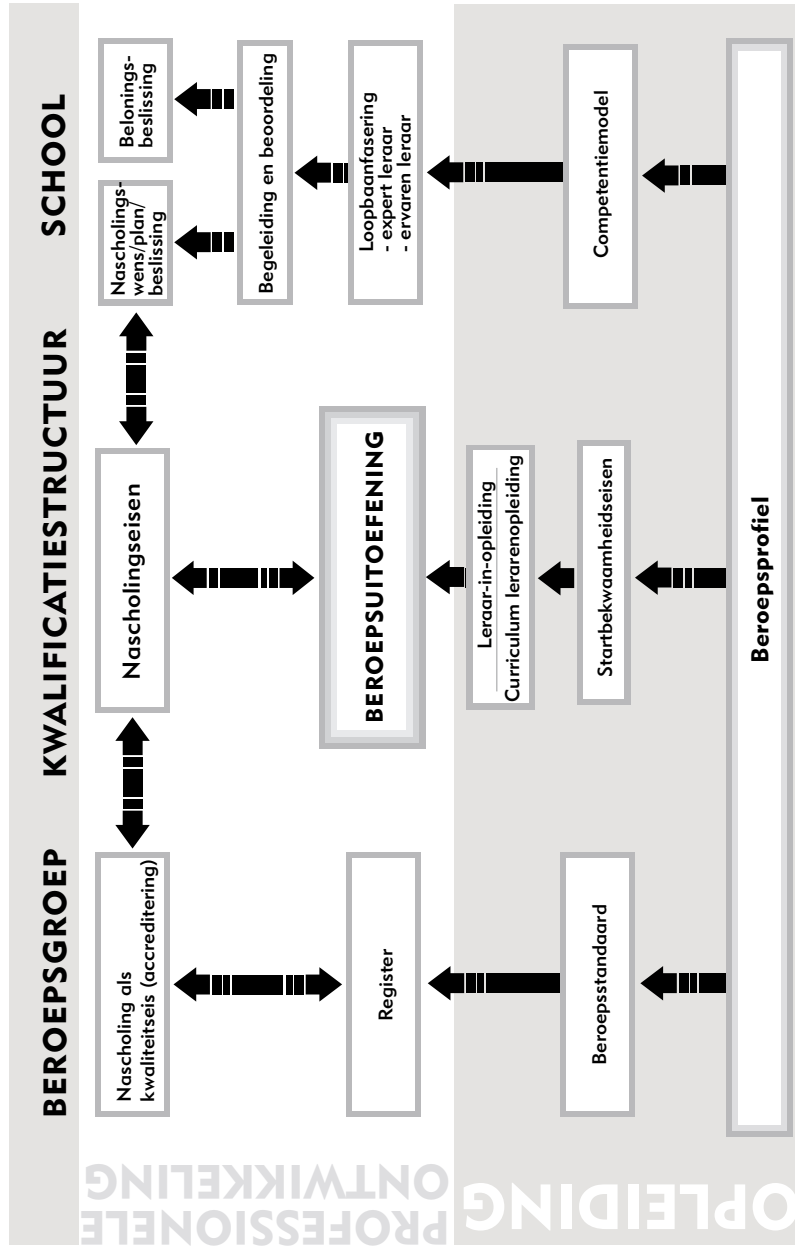 BEROEPSGROEP
KWALIFICATIESTRUCTUUR
SCHOOL
PROFESSIONELE
ONTWIKKELING
OPLEIDING
Nascholing als
kwaliteitseis (accreditering)
Nascholingseisen
Nascholings-
wens/plan/
beslissing
Belonings-
beslissing
Begeleiding en beoordeling
Register
BEROEPSUITOEFENING
Loopbaanfasering
- expert leraar
- ervaren leraar
Leraar-in-opleiding
Curriculum lerarenopleiding
Beroepsstandaard
Startbekwaamheidseisen
Competentiemodel
Beroepsprofiel